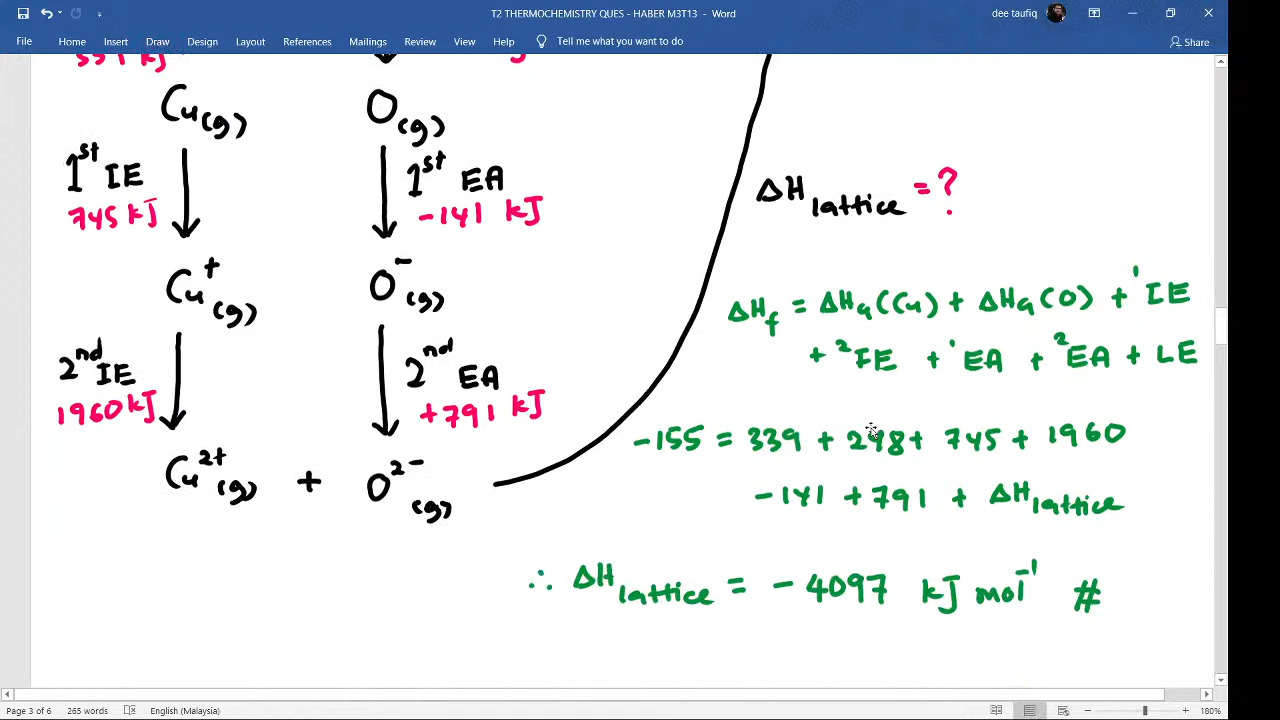 T2 THERMOCHEMISTRY QUES - HABER M3T13 - Word
dee taufiq
File Home Insert Draw Design Layout References Mailings Review View Help Tell me what you want to do Share
Cu(g) O(g)
1st IE 1st EA
745 kJ -141 kJ
ΔH lattice = ?
Cu+(g) O-(g)
ΔHf = ΔHa(Cu) + ΔHa(O) + 1IE
+ 2IE + 1EA + 2EA + LE
2nd IE 2nd EA
1960 kJ +791 kJ
-155 = 339 + 248 + 745 + 1960
-141 + 791 + ΔH lattice
Cu2+(g) + O2-(g)
∴ ΔH lattice = -4097 kJ mol-1 #
Page 3 of 6 265 words English (Malaysia) 180%